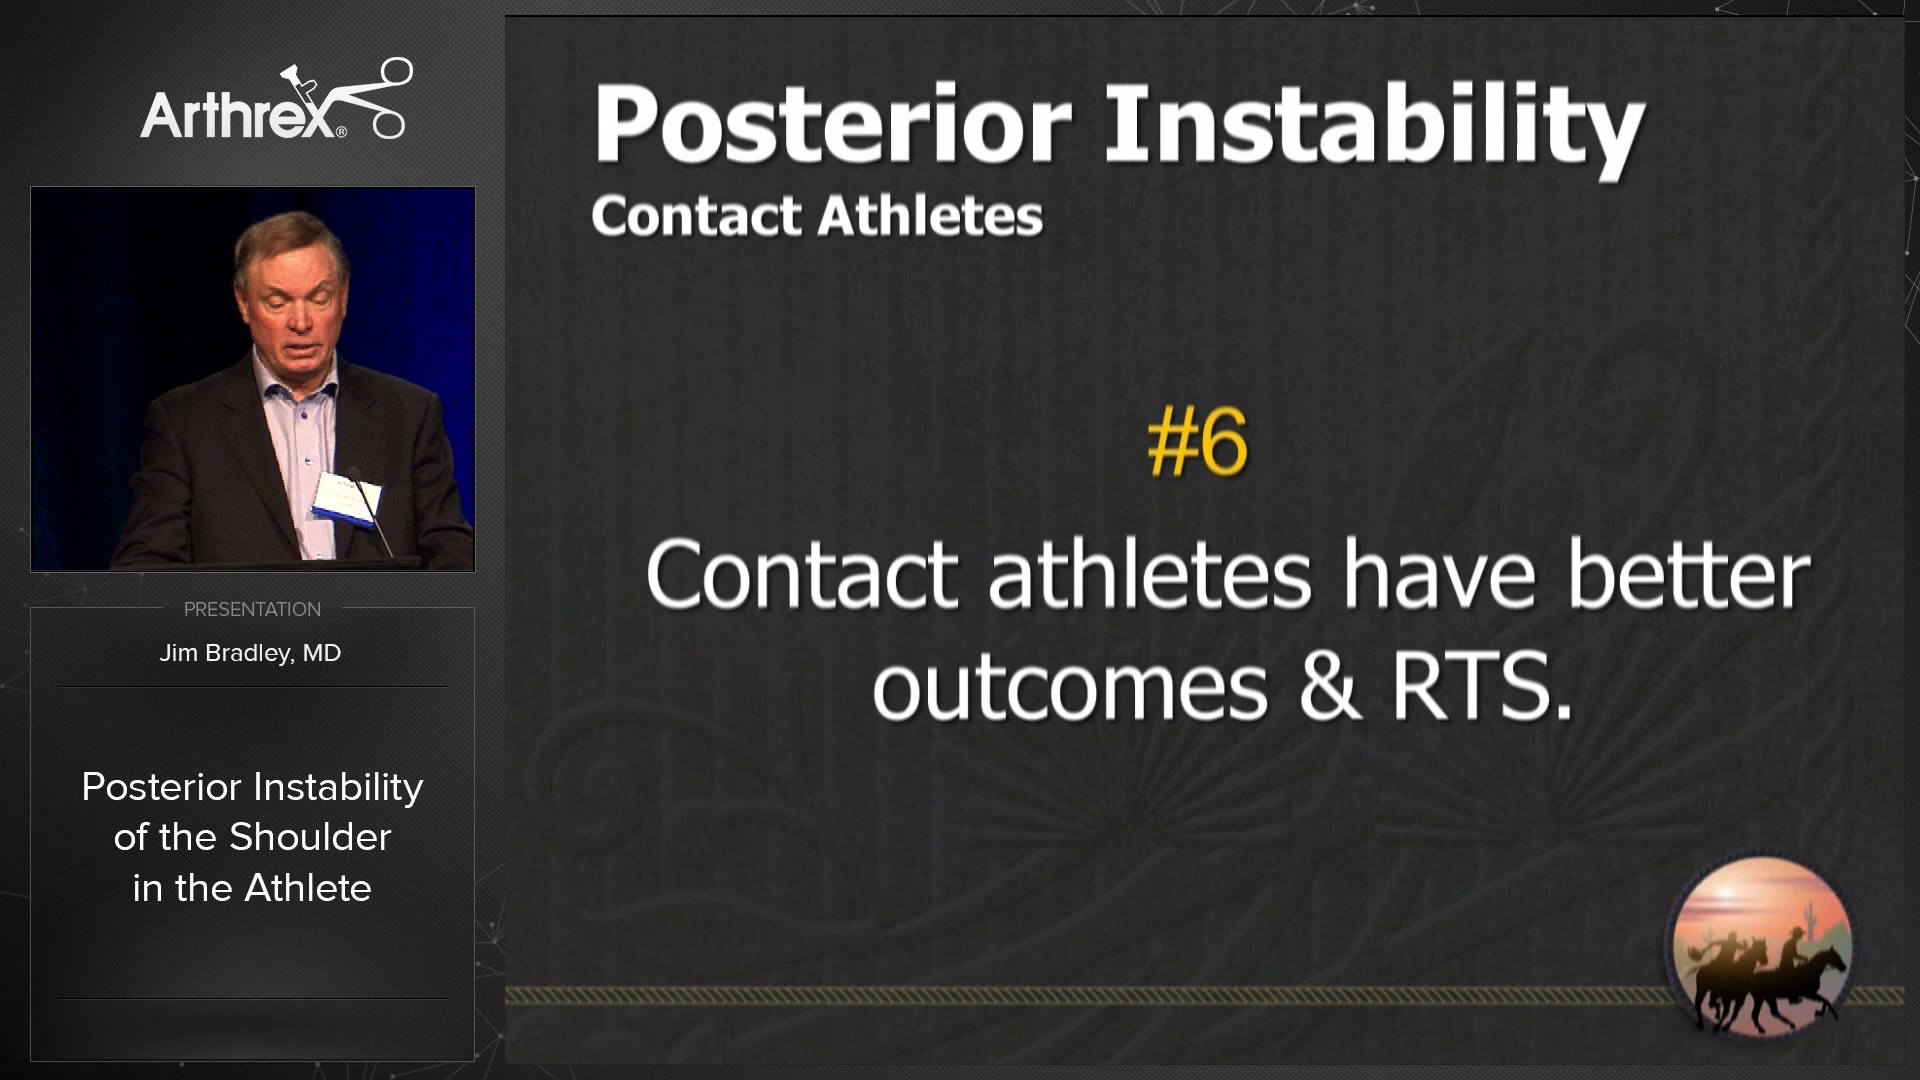 Arthrex®
PRESENTATION
Jim Bradley, MD
Posterior Instability
of the Shoulder
in the Athlete
Posterior Instability
Contact Athletes
#6
Contact athletes have better
outcomes & RTS.